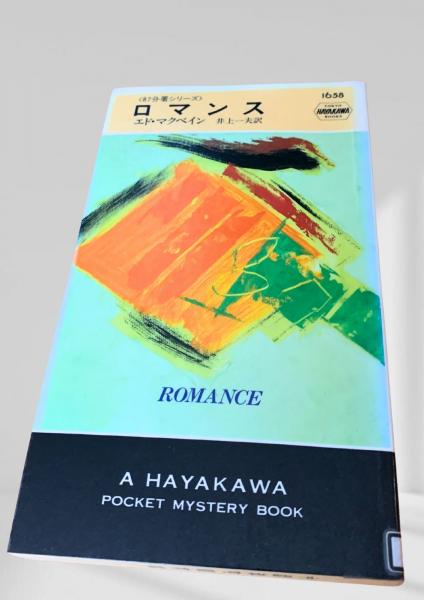 〈87分署シリーズ〉
1658
ロマンス
エド・マクベイン 井上一夫訳
TOKYO
HAYAKAWA
BOOKS
ROMANCE
A HAYAKAWA
POCKET MYSTERY BOOK